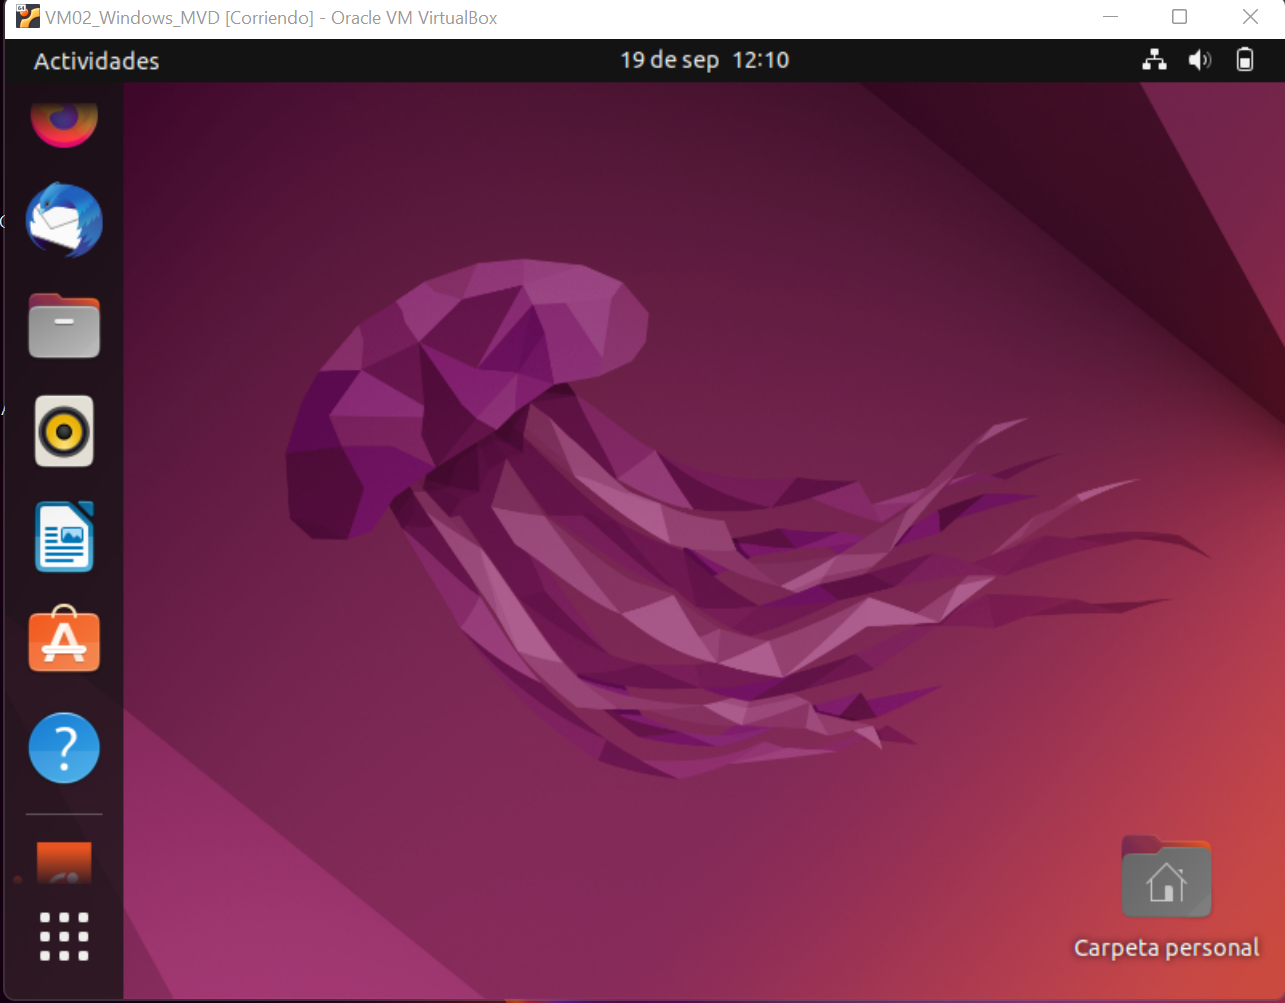 VM02_Windows_MVD [Corriendo] - Oracle VM VirtualBox
Actividades
19 de sep 12:10
Carpeta personal